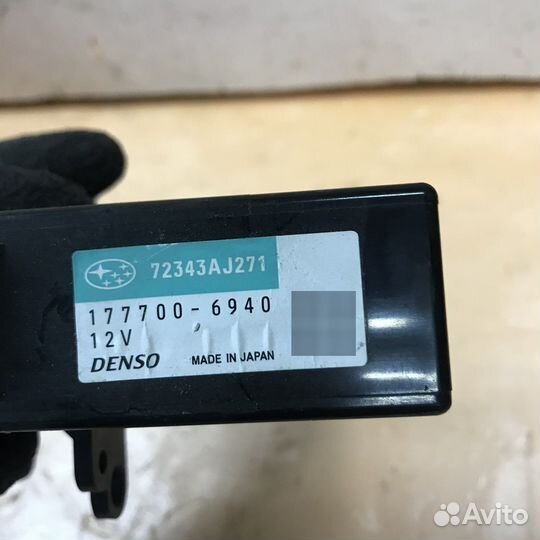 72343AJ271
177700-6940
12V
DENSO MADE IN JAPAN
Avito